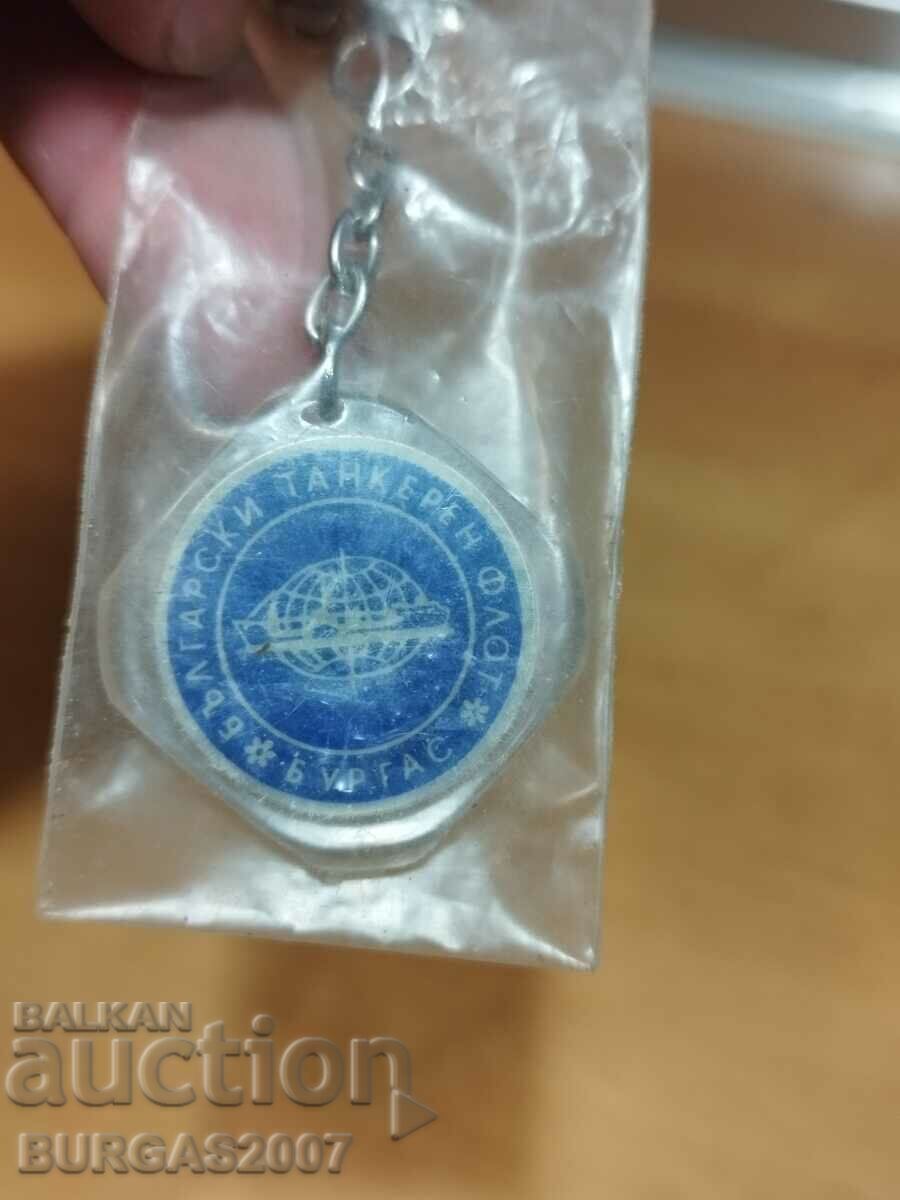 БЪЛГАРСКИ ТАНКЕРЕН ФЛОТ
* БУРГАС *
BALKAN
auction
BURGAS2007